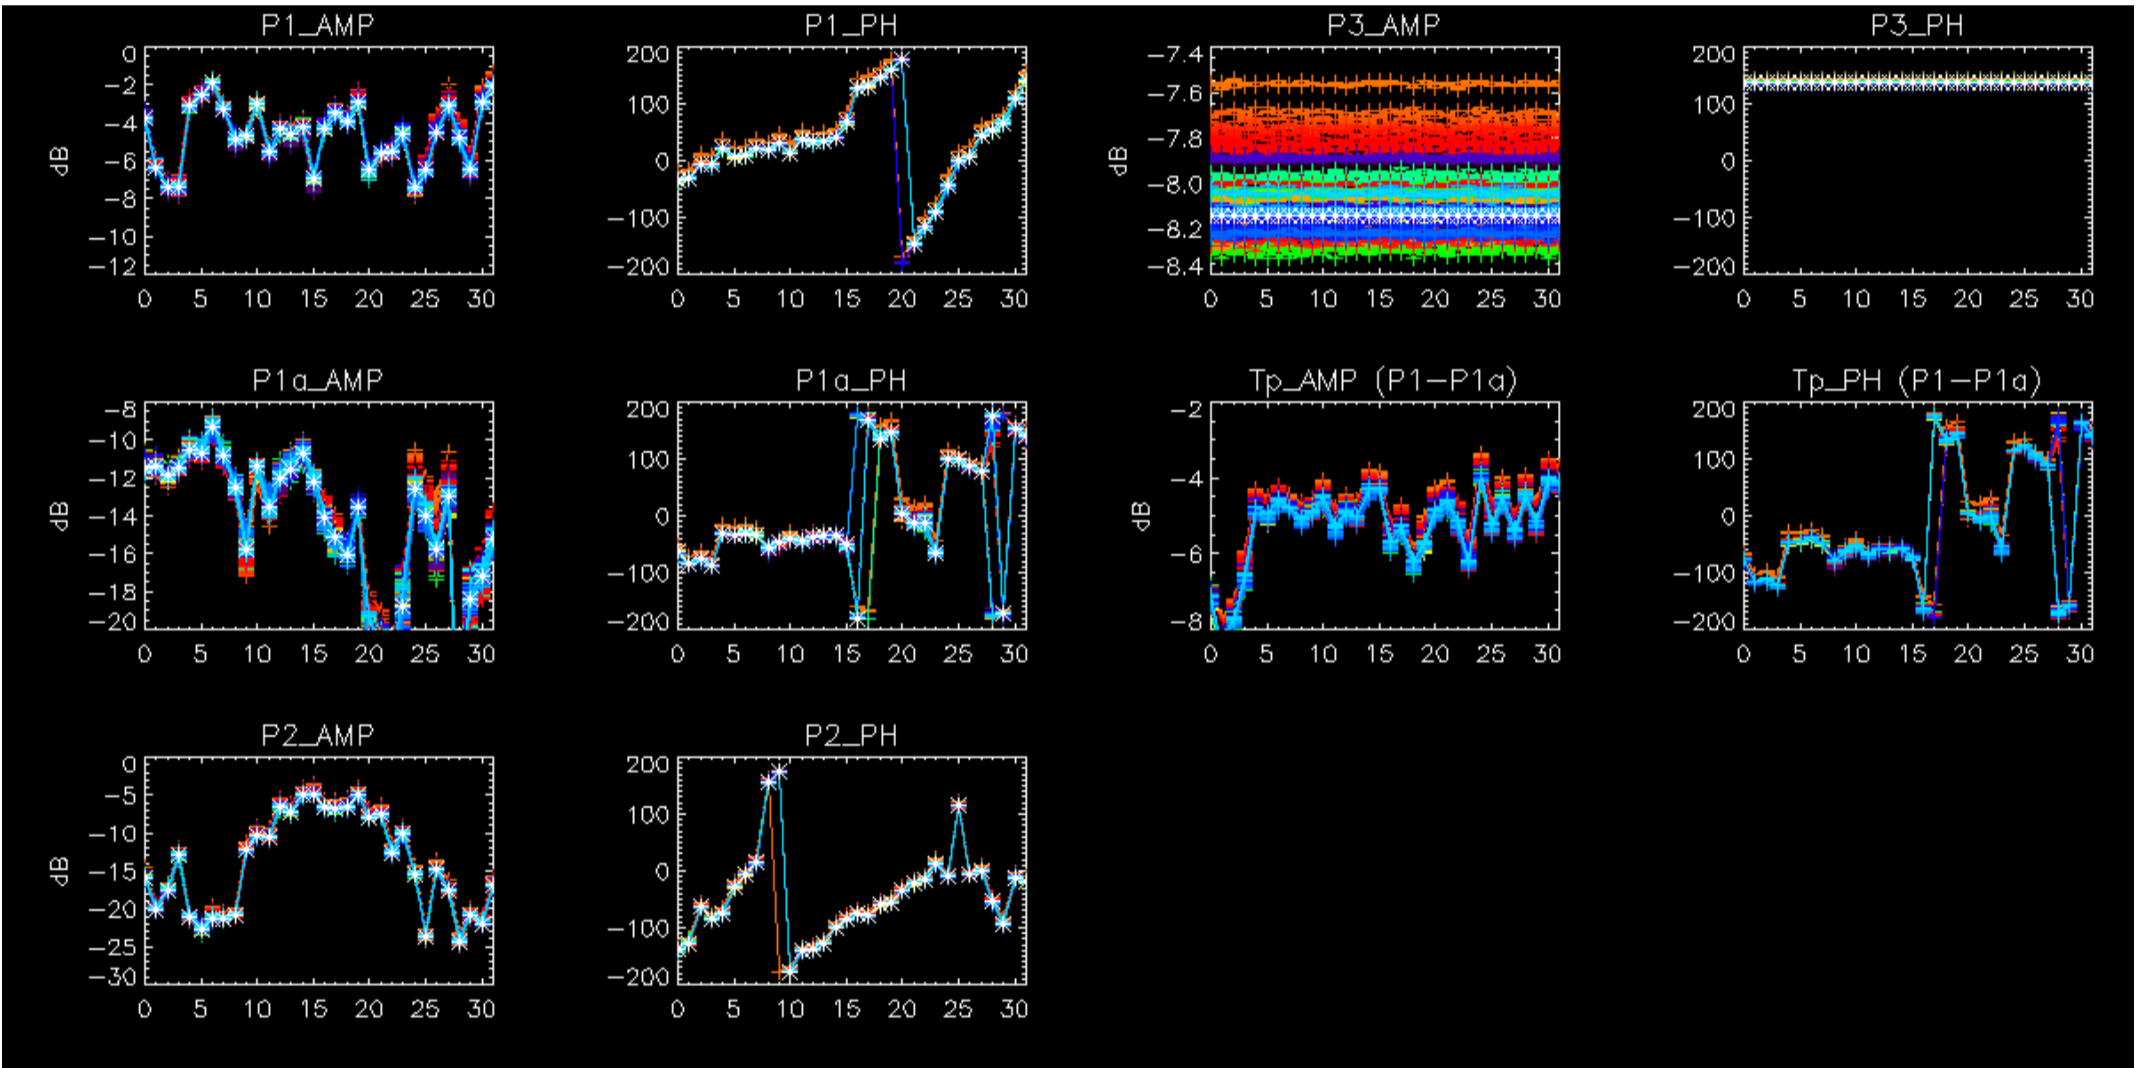 P1_AMP
0
−2
−4
−6
−8
−10
−12
dB
0 5 10 15 20 25 30
P1_PH
200
100
0
−100
−200
0 5 10 15 20 25 30
P3_AMP
−7.4
−7.6
−7.8
−8.0
−8.2
−8.4
dB
0 5 10 15 20 25 30
P3_PH
200
100
0
−100
−200
0 5 10 15 20 25 30
P1a_AMP
−8
−10
−12
−14
−16
−18
−20
dB
0 5 10 15 20 25 30
P1a_PH
200
100
0
−100
−200
0 5 10 15 20 25 30
Tp_AMP (P1−P1a)
−2
−4
−6
−8
dB
0 5 10 15 20 25 30
Tp_PH (P1−P1a)
200
100
0
−100
−200
0 5 10 15 20 25 30
P2_AMP
0
−5
−10
−15
−20
−25
−30
dB
0 5 10 15 20 25 30
P2_PH
200
100
0
−100
−200
0 5 10 15 20 25 30